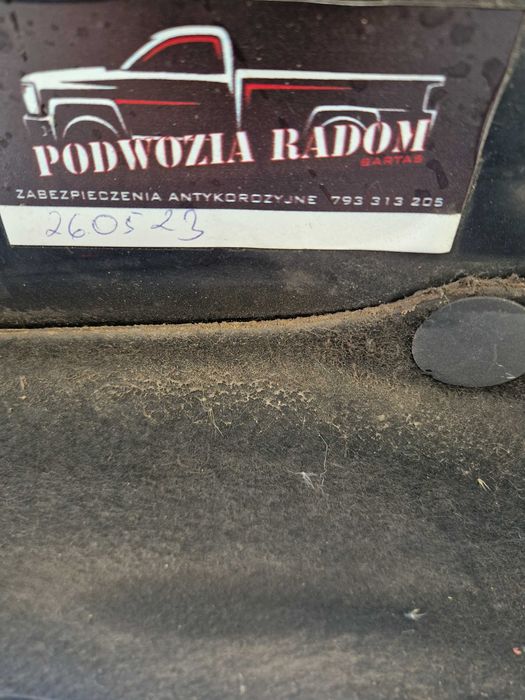 PODWOZIA RADOM
BARTAS
ZABEZPIECZENIA ANTYKOROZYJNE 793 313 205
260523